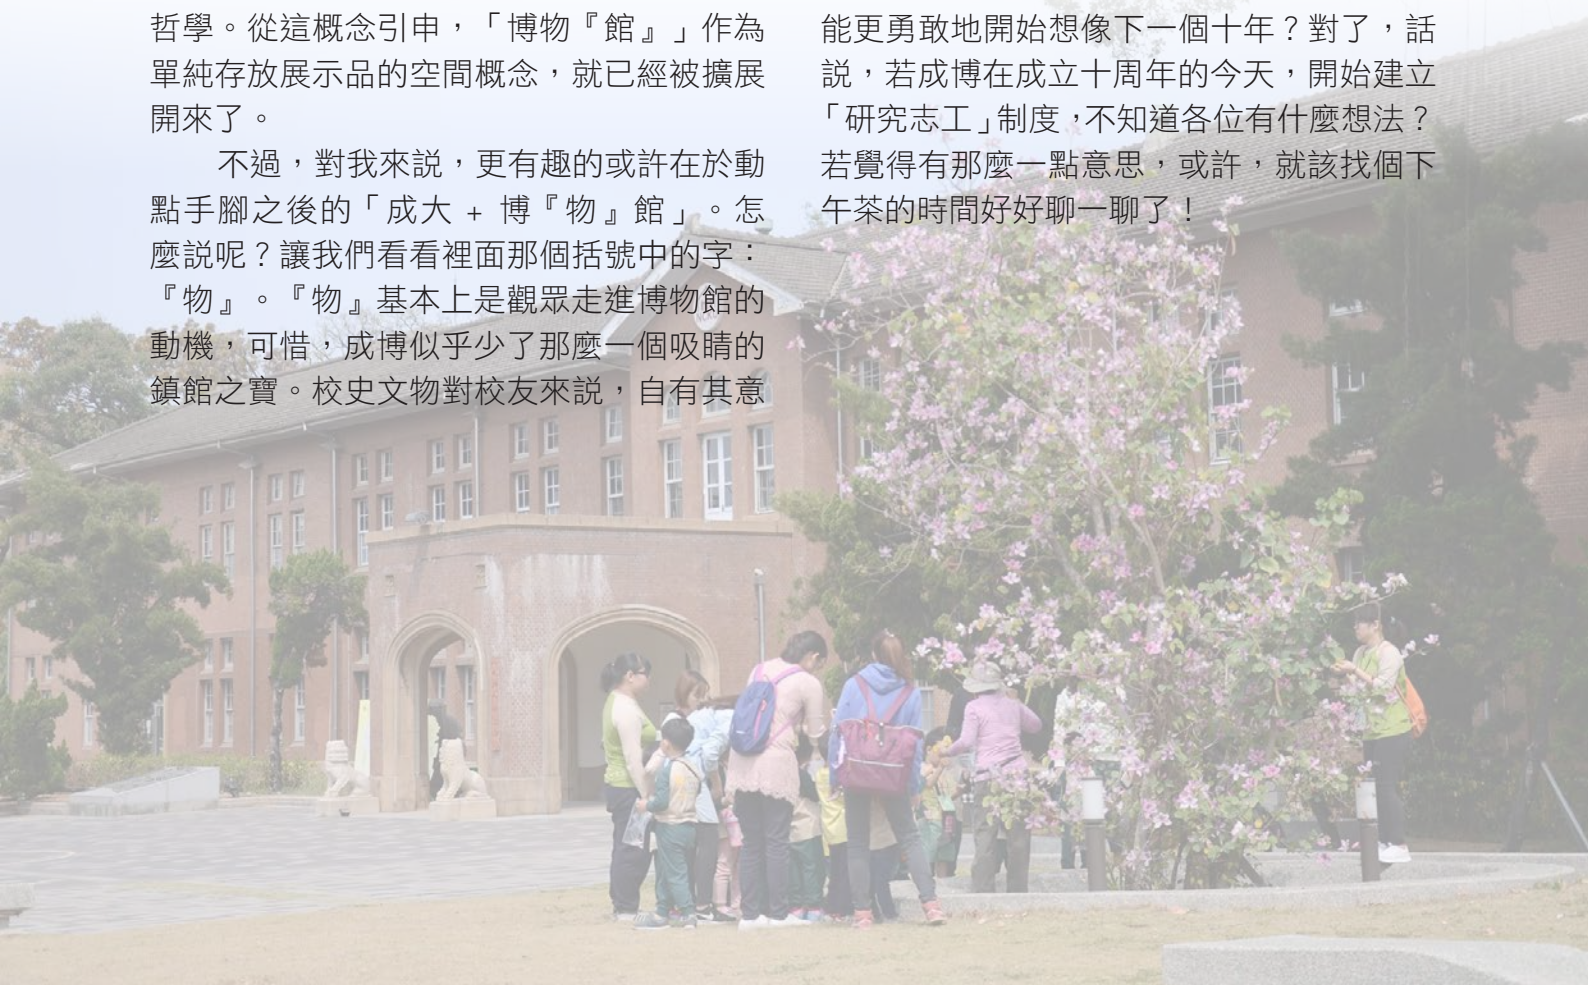 哲學。從這概念引申，「博物『館』」作為
單純存放展示品的空間概念，就已經被擴展
開來了。
不過，對我來說，更有趣的或許在於動
點手腳之後的「成大 + 博『物』館」。怎
麼說呢？讓我們看看裡面那個括號中的字：
『物』。『物』基本上是觀眾走進博物館的
動機，可惜，成博似乎少了那麼一個吸睛的
鎮館之寶。校史文物對校友來說，自有其意
能更勇敢地開始想像下一個十年？對了，話
說，若成博在成立十周年的今天，開始建立
「研究志工」制度，不知道各位有什麼想法？
若覺得有那麼一點意思，或許，就該找個下
午茶的時間好好聊一聊了！